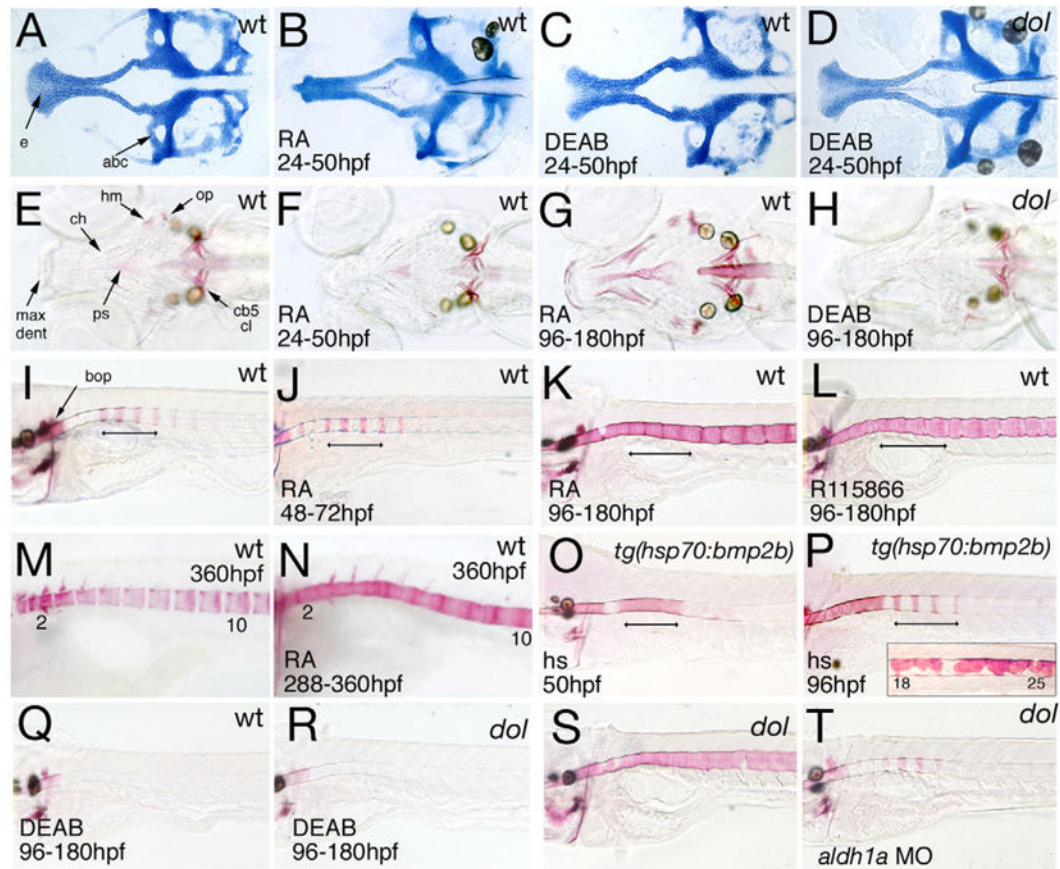 A
wt
e
abc
B
wt
RA
24-50hpf
C
wt
DEAB
24-50hpf
D
dol
DEAB
24-50hpf
E
wt
hm
op
ch
max
dent
ps
cb5
cl
F
wt
RA
24-50hpf
G
wt
RA
96-180hpf
H
dol
DEAB
96-180hpf
I
wt
bop
J
wt
RA
48-72hpf
K
wt
RA
96-180hpf
L
wt
R115866
96-180hpf
M
wt
360hpf
2
10
N
wt
360hpf
2
10
RA
288-360hpf
O
tg(hsp70:bmp2b)
hs
50hpf
P
tg(hsp70:bmp2b)
hs
96hpf
18
25
Q
wt
DEAB
96-180hpf
R
dol
DEAB
96-180hpf
S
dol
T
dol
aldh1a MO